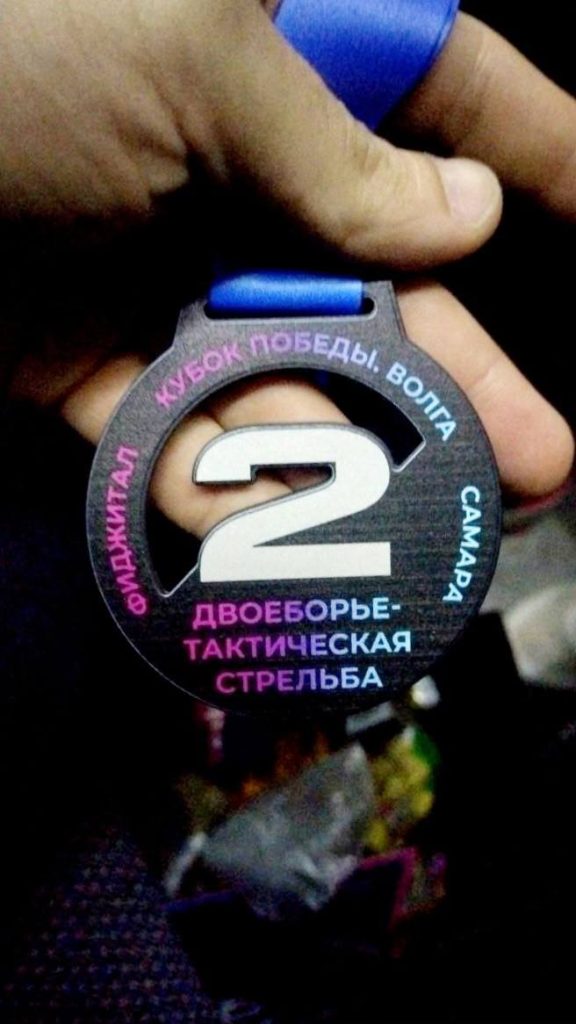 ФИДЖИТАЛ
КУБОК ПОБЕДЫ. ВОЛГА
САМАРА
2
ДВОЕБОРЬЕ-
ТАКТИЧЕСКАЯ
СТРЕЛЬБА